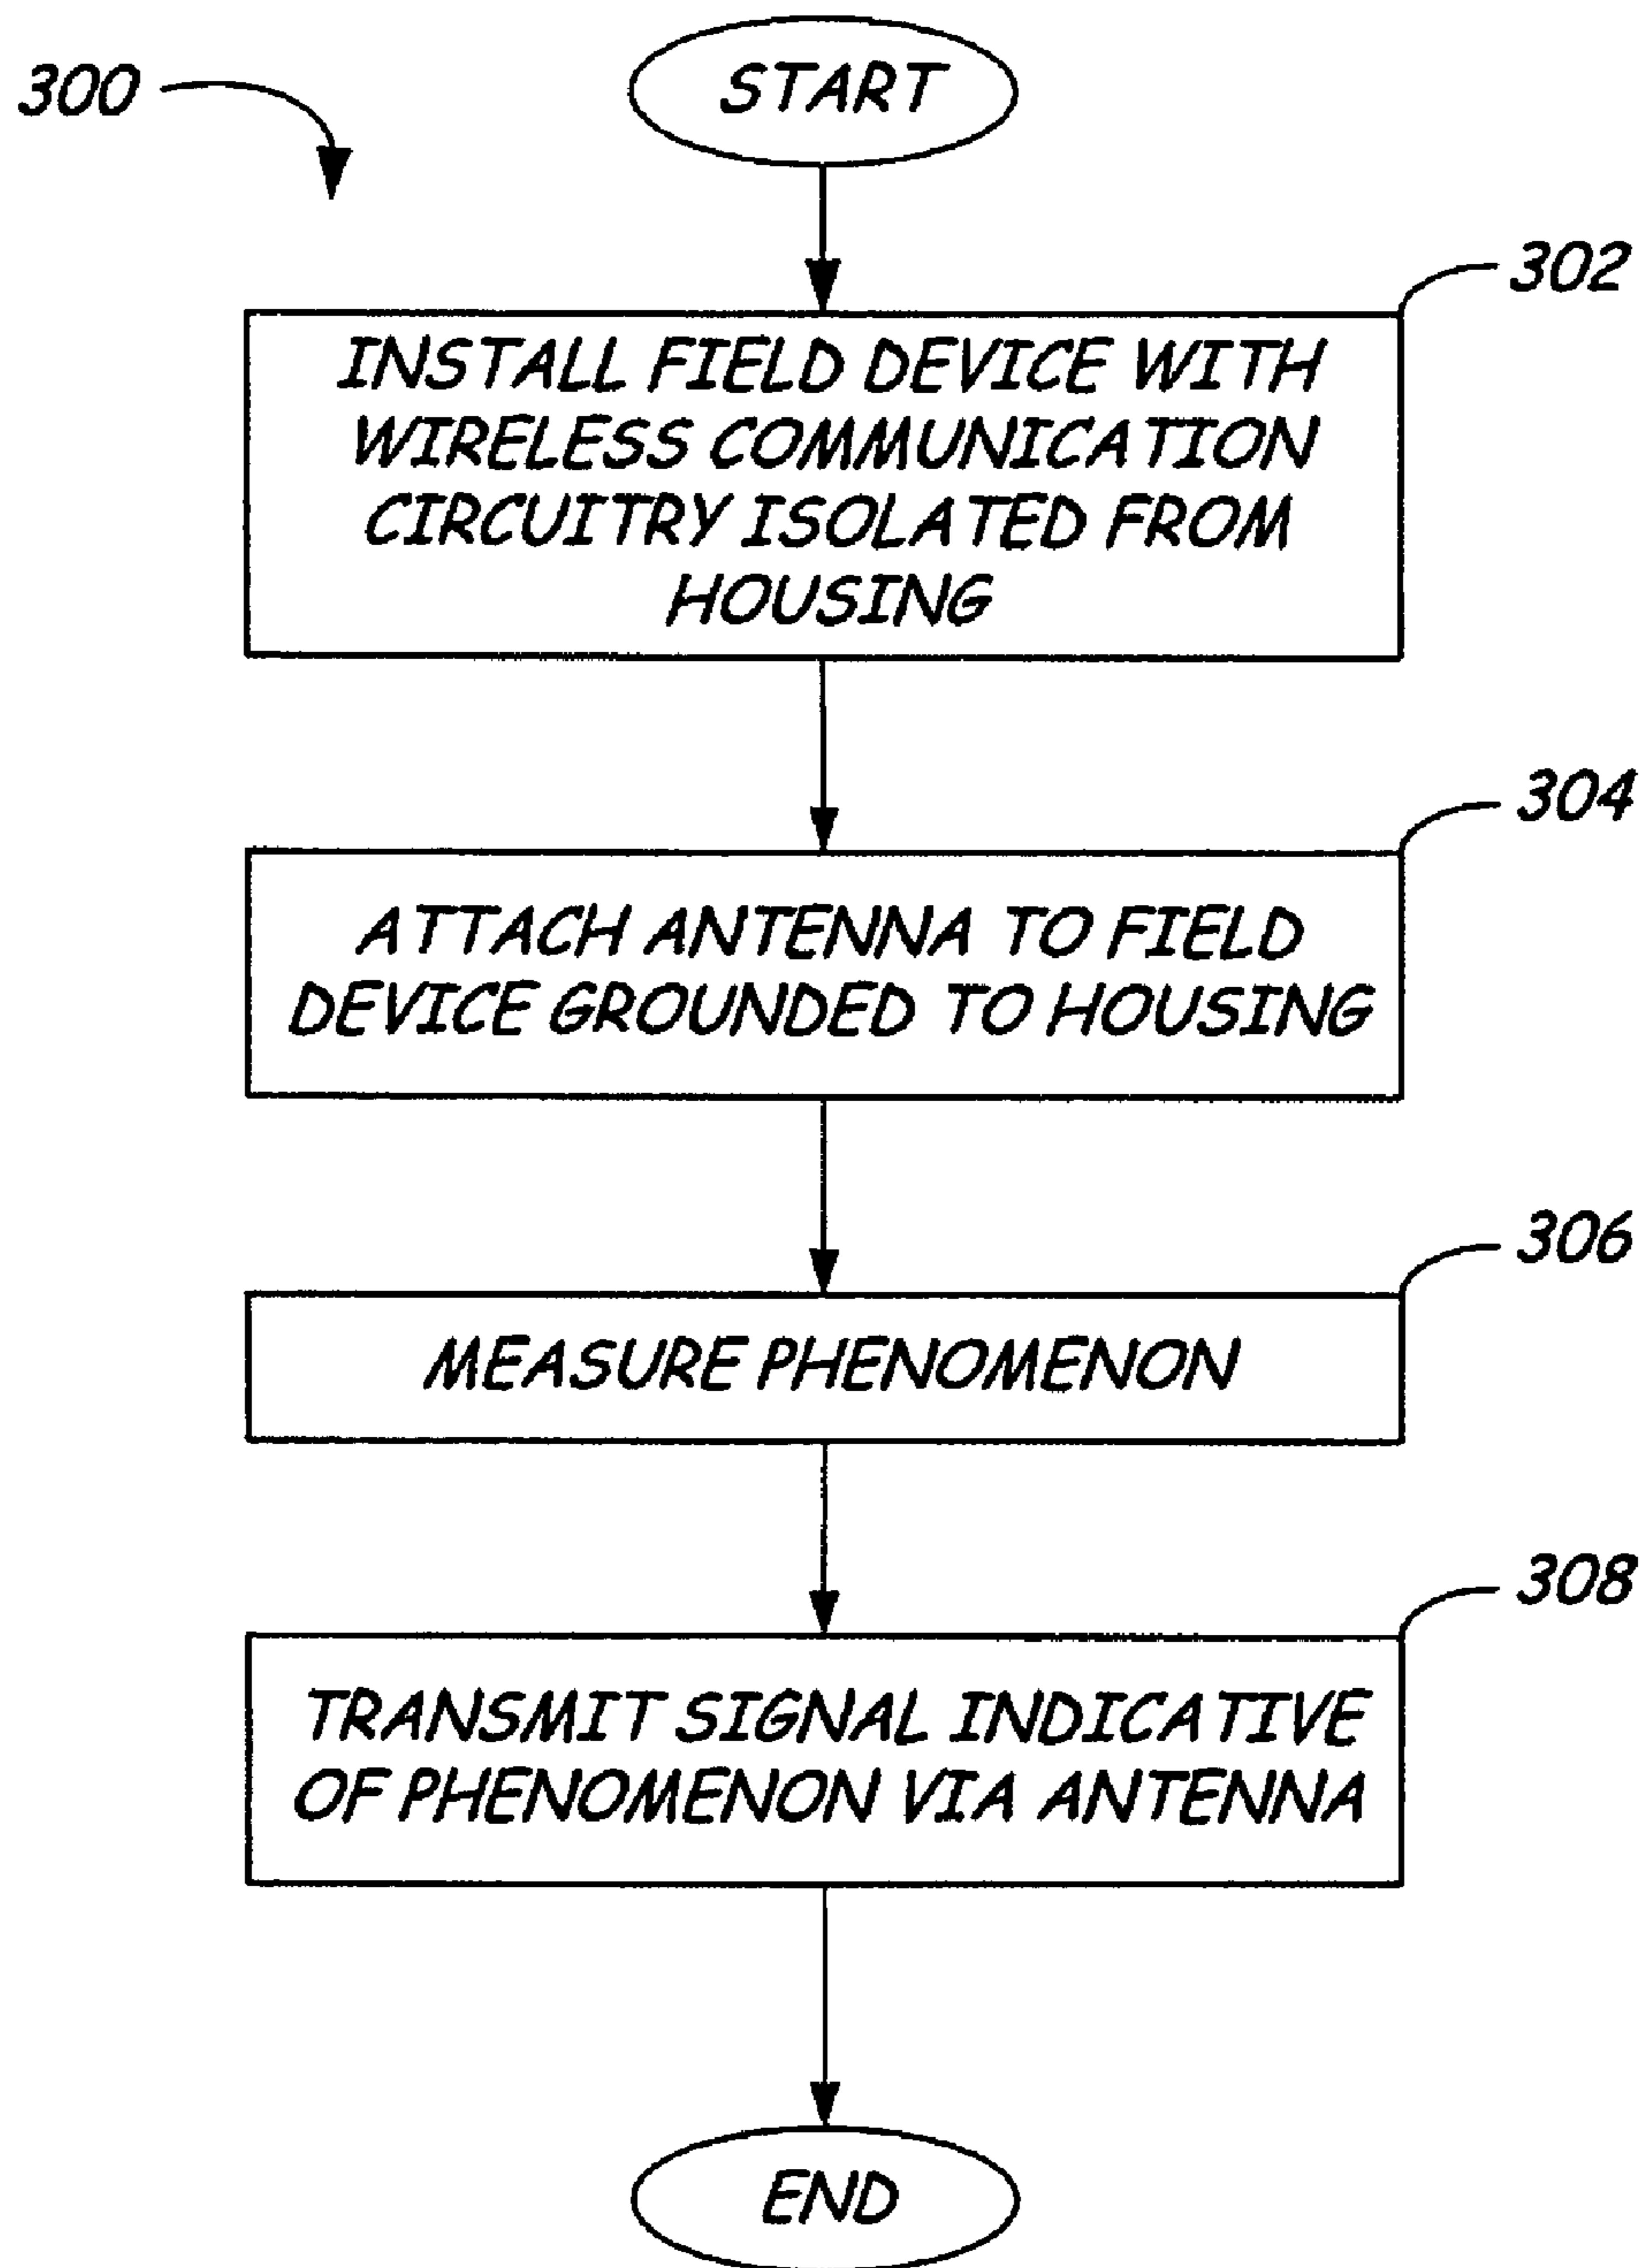 300
START
302
INSTALL FIELD DEVICE WITH
WIRELESS COMMUNICATION
CIRCUITRY ISOLATED FROM
HOUSING
304
ATTACH ANTENNA TO FIELD
DEVICE GROUNDED TO HOUSING
306
MEASURE PHENOMENON
308
TRANSMIT SIGNAL INDICATIVE
OF PHENOMENON VIA ANTENNA
END